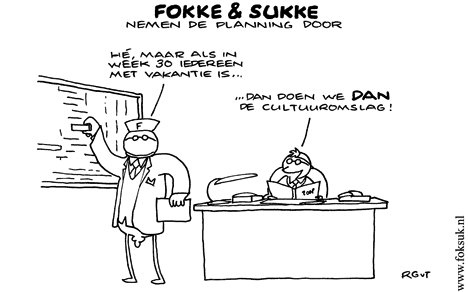 FOKKE & SUKKE
NEMEN DE PLANNING DOOR
HÉ, MAAR ALS IN
WEEK 30 IEDEREEN
MET VAKANTIE IS...
...DAN DOEN WE DAN
DE CULTUUROMSLAG!
F
RGvT
www.foksuk.nl